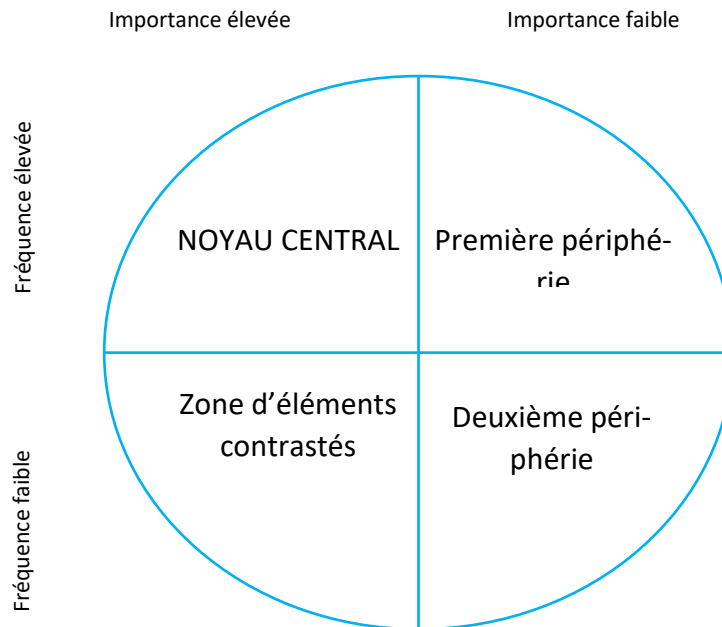 Importance élevée
Importance faible
Fréquence élevée
NOYAU CENTRAL
Première périphé-
rie
Zone d’éléments
contrastés
Deuxième péri-
phérie
Fréquence faible